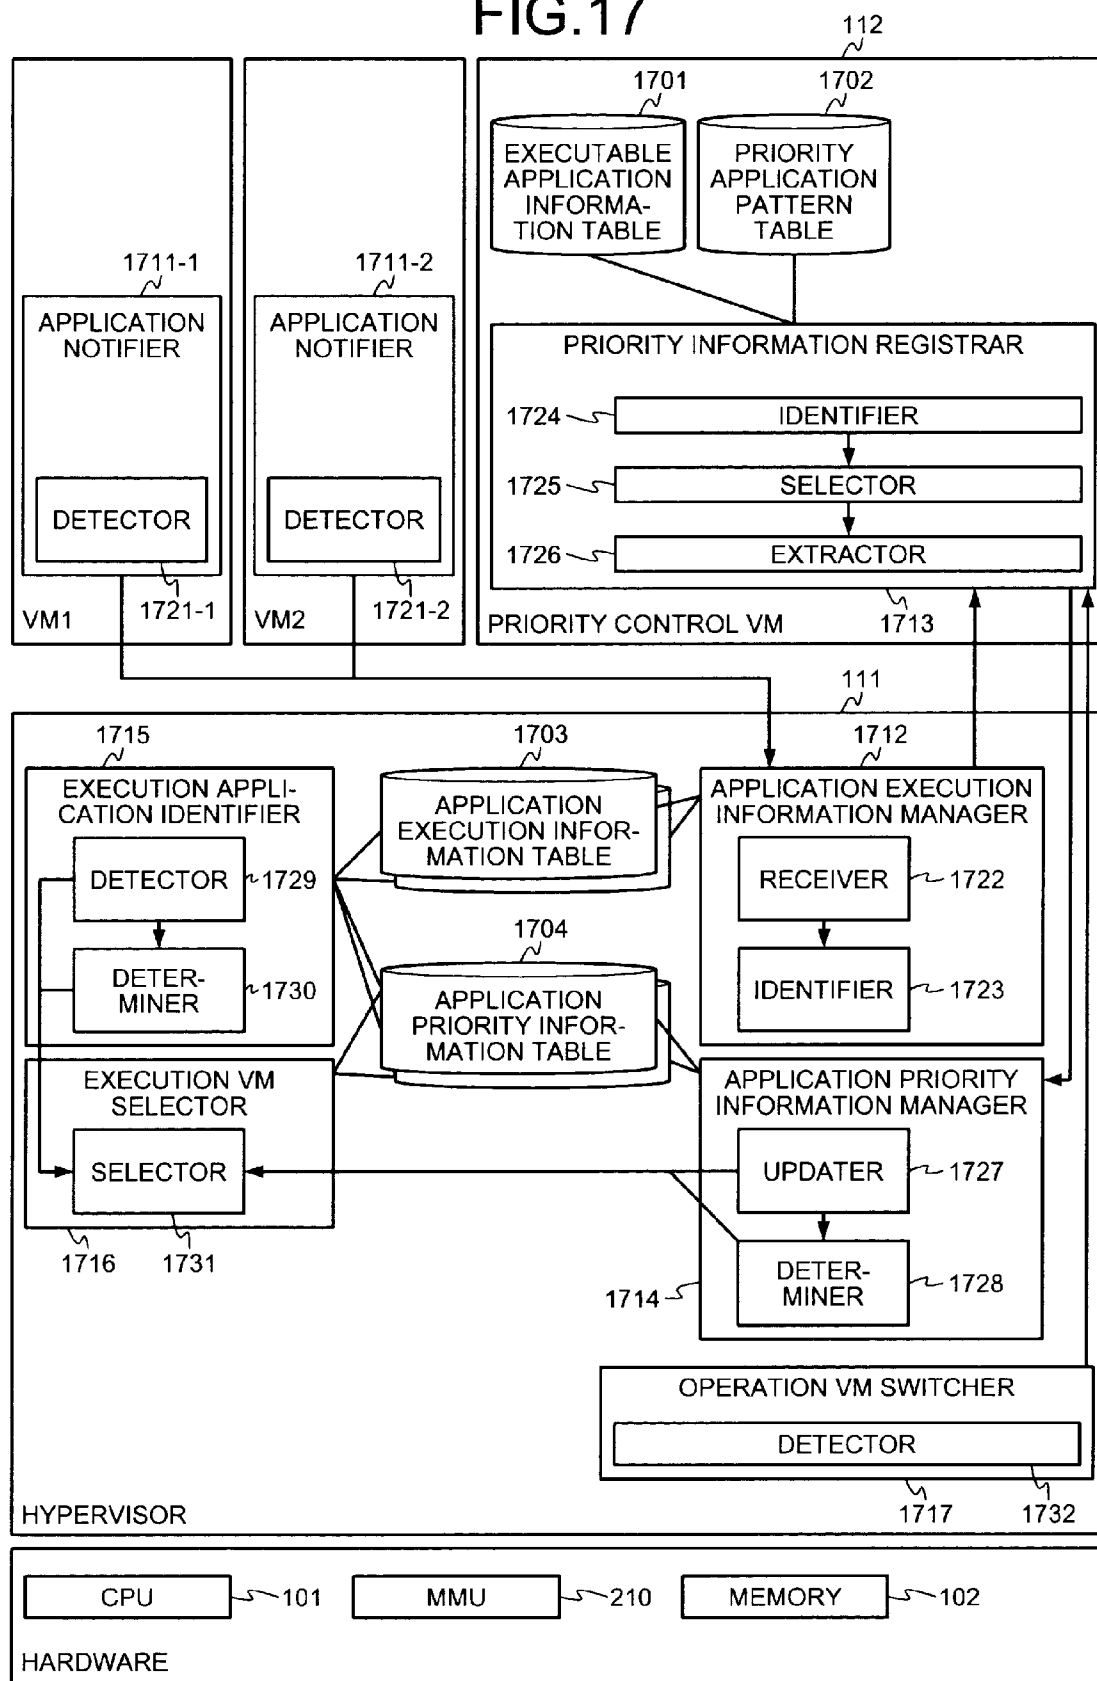 FIG.17
112
1701
1702
EXECUTABLE
APPLICATION
INFORMA-
TION TABLE
PRIORITY
APPLICATION
PATTERN
TABLE
1711-1
1711-2
APPLICATION
NOTIFIER
APPLICATION
NOTIFIER
PRIORITY INFORMATION REGISTRAR
1724
IDENTIFIER
1725
SELECTOR
1726
EXTRACTOR
DETECTOR
DETECTOR
1721-1
1721-2
1713
VM1
VM2
PRIORITY CONTROL VM
111
1715
1703
1712
EXECUTION APPLI-
CATION IDENTIFIER
APPLICATION
EXECUTION INFOR-
MATION TABLE
APPLICATION EXECUTION
INFORMATION MANAGER
DETECTOR
1729
RECEIVER
1722
1704
DETER-
MINER
1730
APPLICATION
PRIORITY INFOR-
MATION TABLE
IDENTIFIER
1723
EXECUTION VM
SELECTOR
APPLICATION PRIORITY
INFORMATION MANAGER
SELECTOR
UPDATER
1727
1716
1731
1714
DETER-
MINER
1728
OPERATION VM SWITCHER
DETECTOR
1717
1732
HYPERVISOR
CPU
101
MMU
210
MEMORY
102
HARDWARE